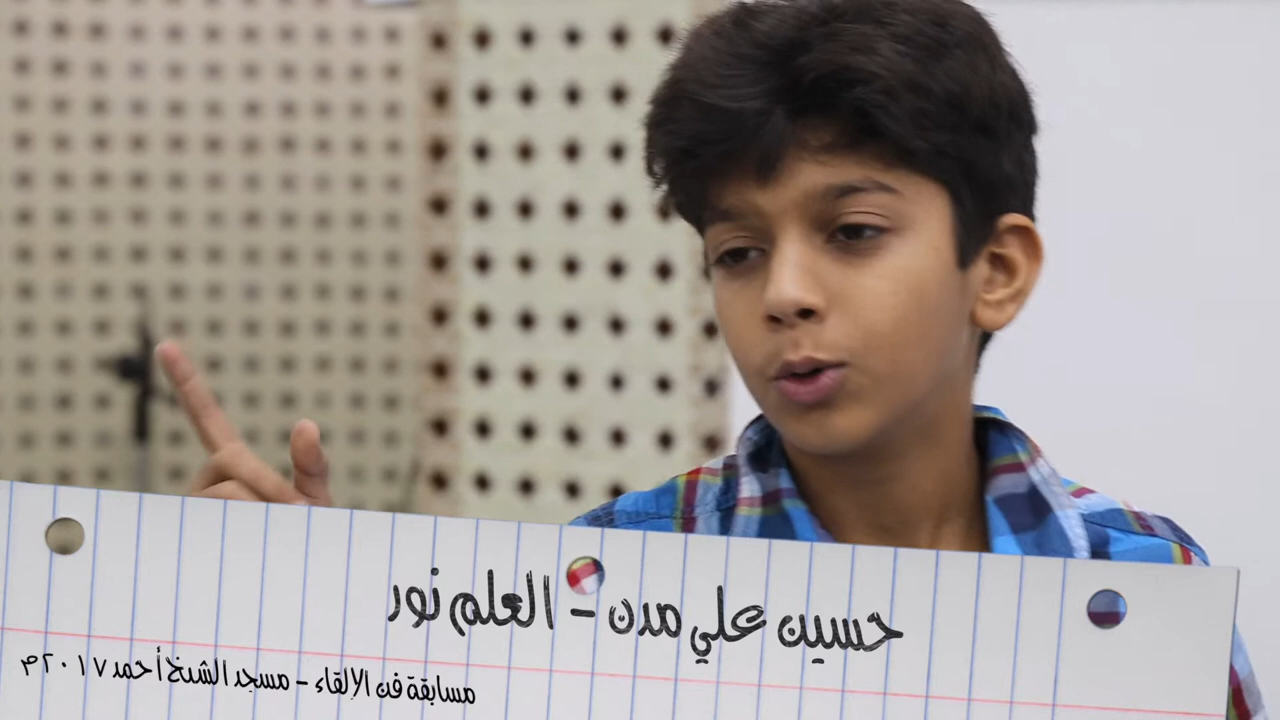 حسين علي مدن - العلم نور
مسابقة فن الإلقاء - مسجد الشيخ أحمد ٢٠١٧م